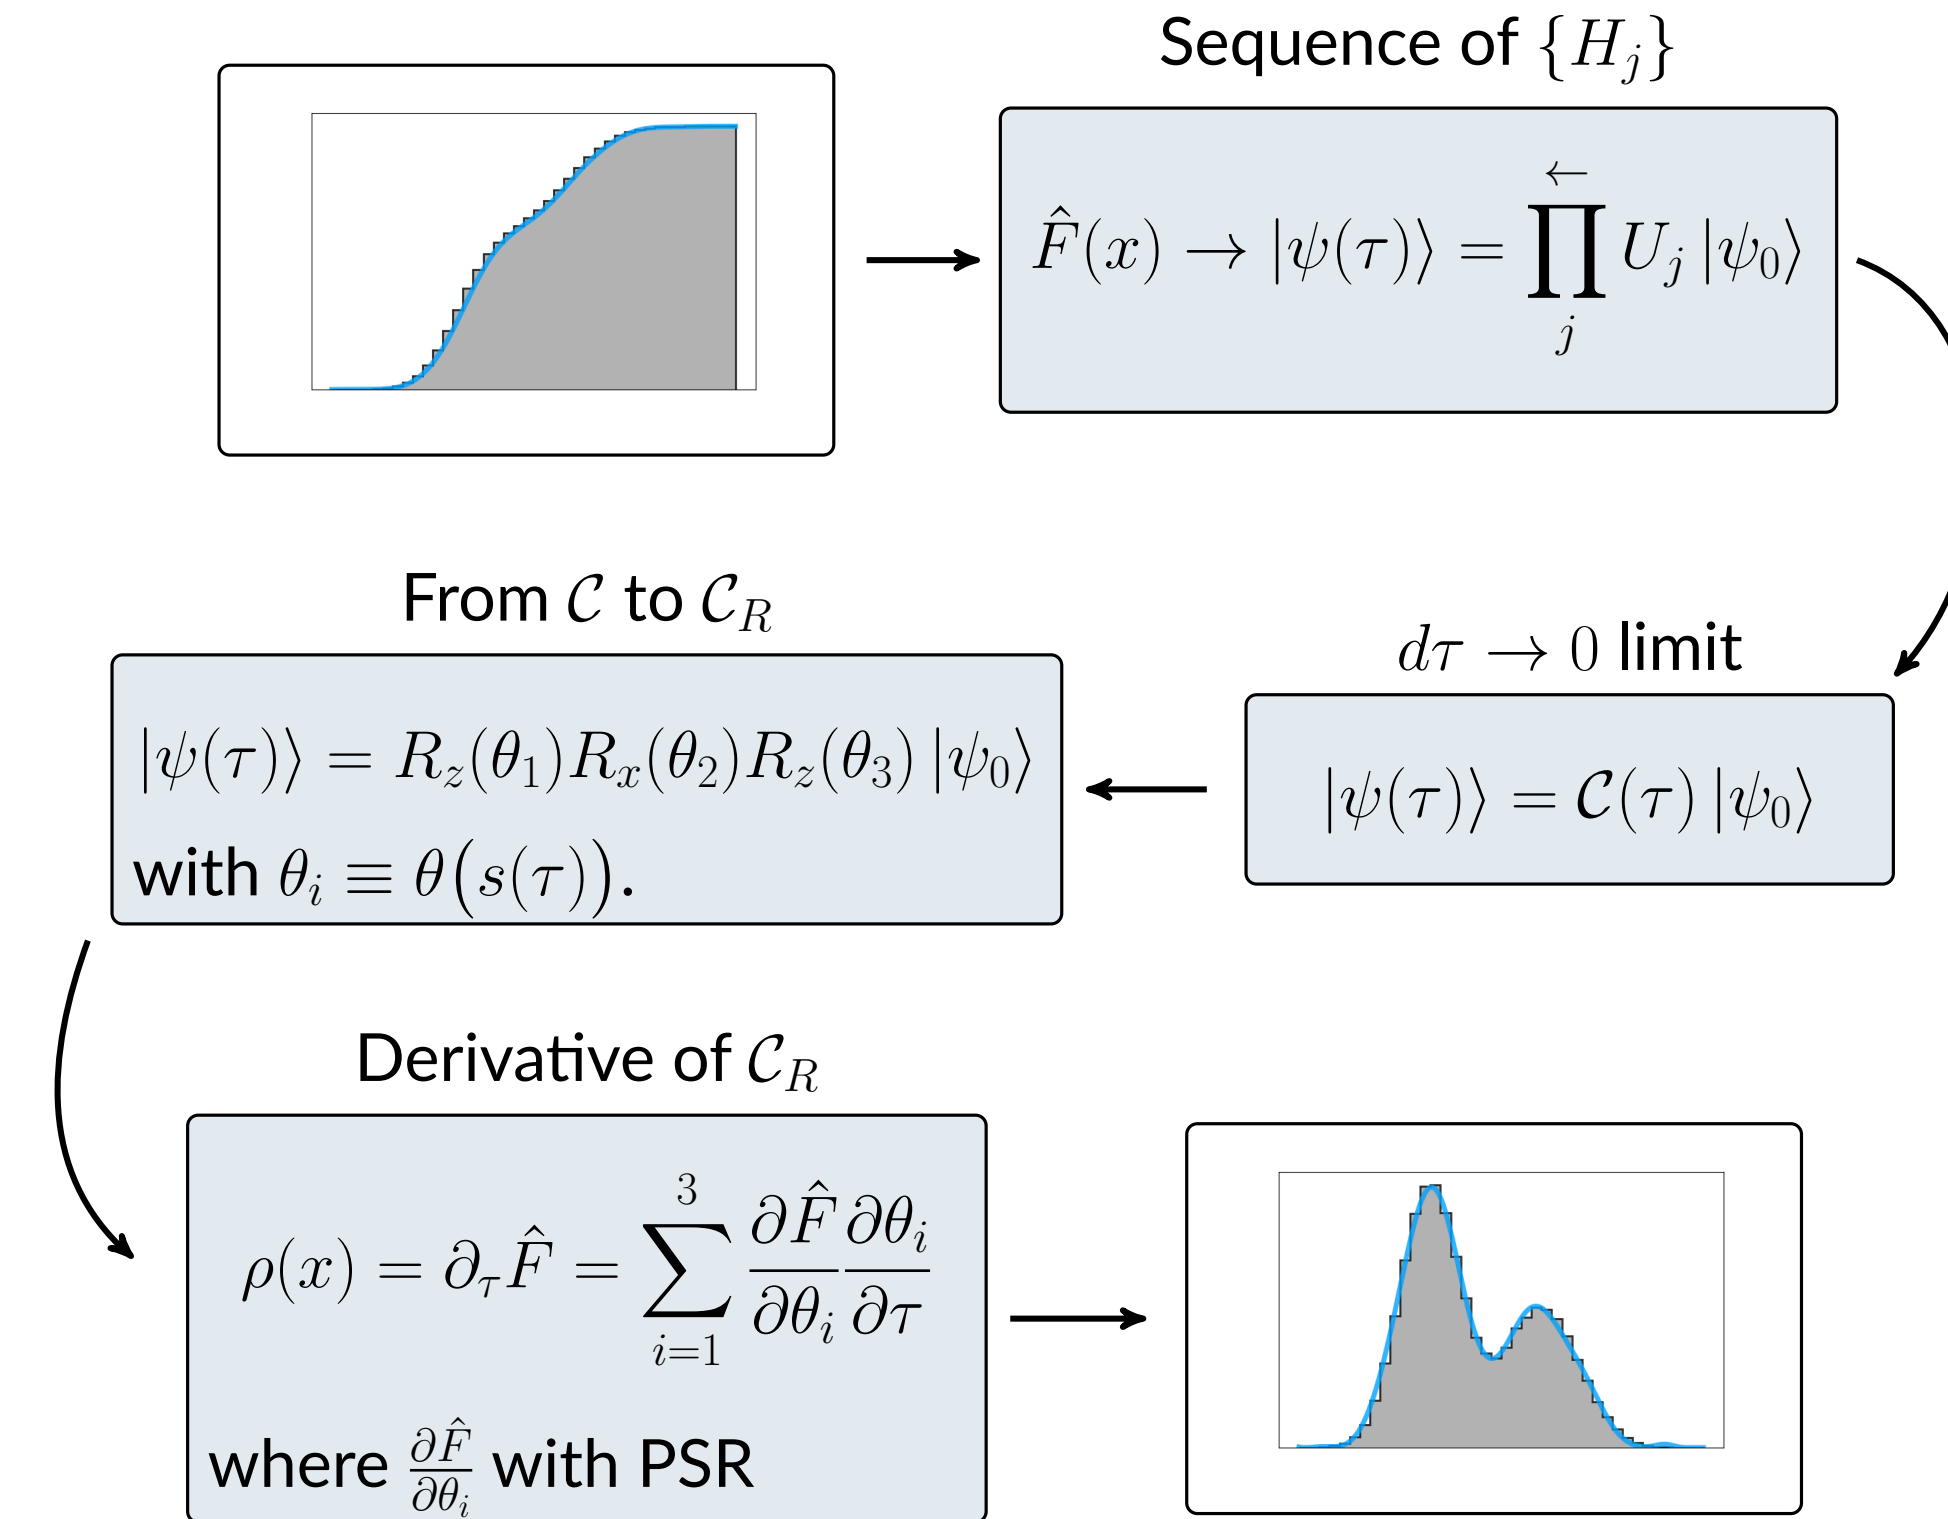 Sequence of {H_j}
F̂(x) → |ψ(τ)⟩ = ∏_j^← U_j |ψ_0⟩
From 𝒞 to 𝒞_R
|ψ(τ)⟩ = R_z(θ_1)R_x(θ_2)R_z(θ_3) |ψ_0⟩
with θ_i ≡ θ(s(τ)).
dτ → 0 limit
|ψ(τ)⟩ = 𝒞(τ) |ψ_0⟩
Derivative of 𝒞_R
ρ(x) = ∂_τ F̂ = ∑_{i=1}^{3} ∂F̂/∂θ_i ∂θ_i/∂τ
where ∂F̂/∂θ_i with PSR